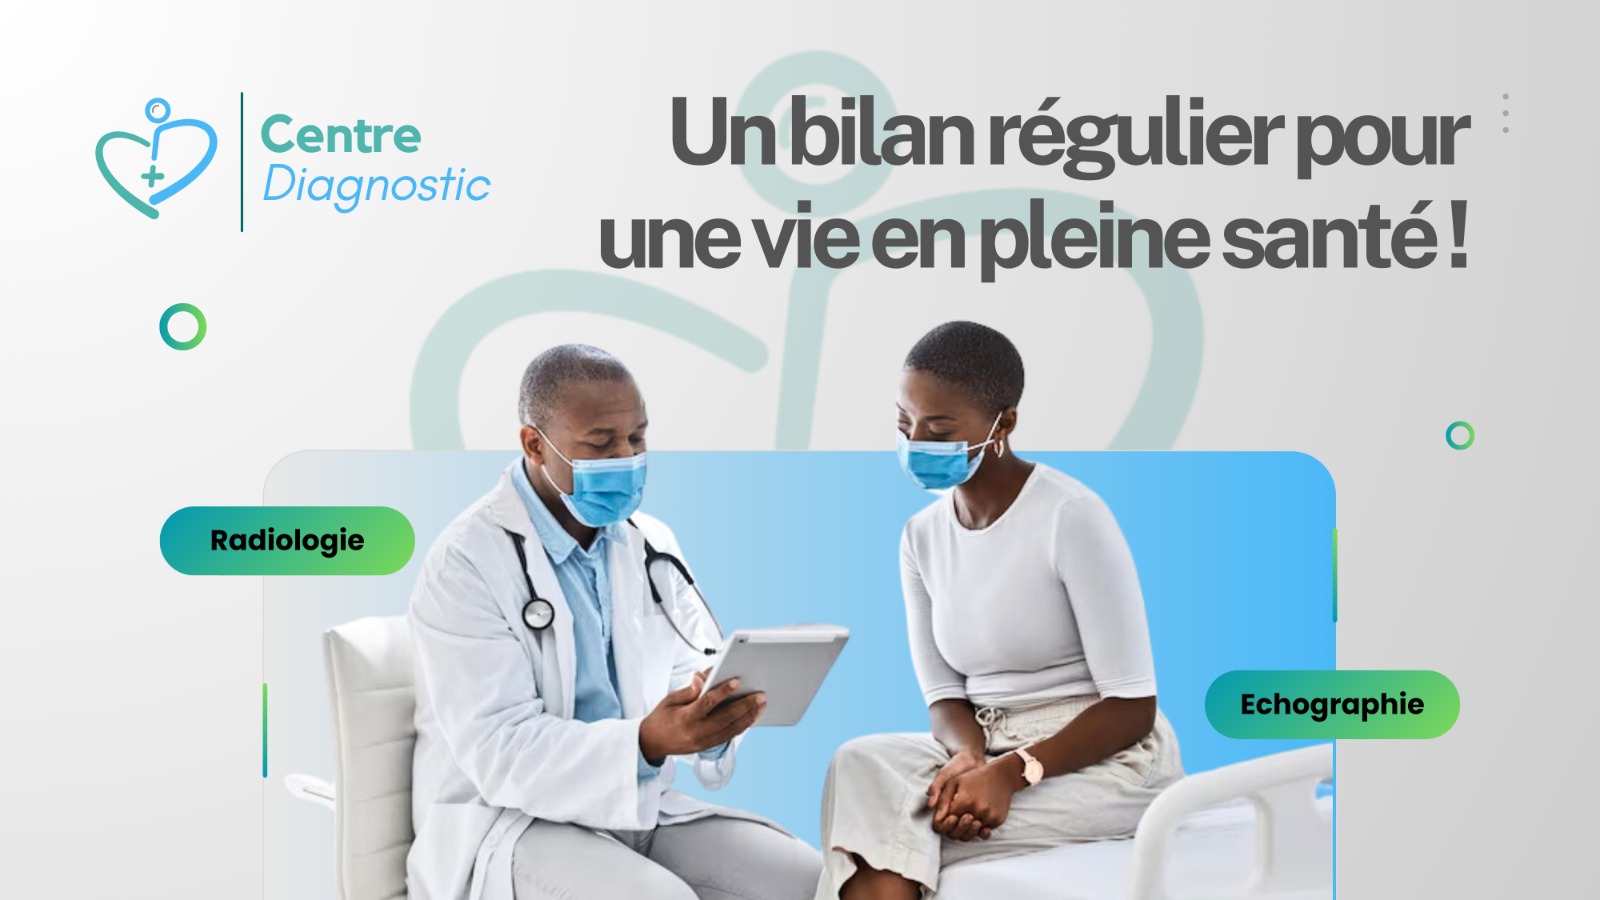 Centre
Diagnostic
Un bilan régulier pour
une vie en pleine santé !
Radiologie
Echographie